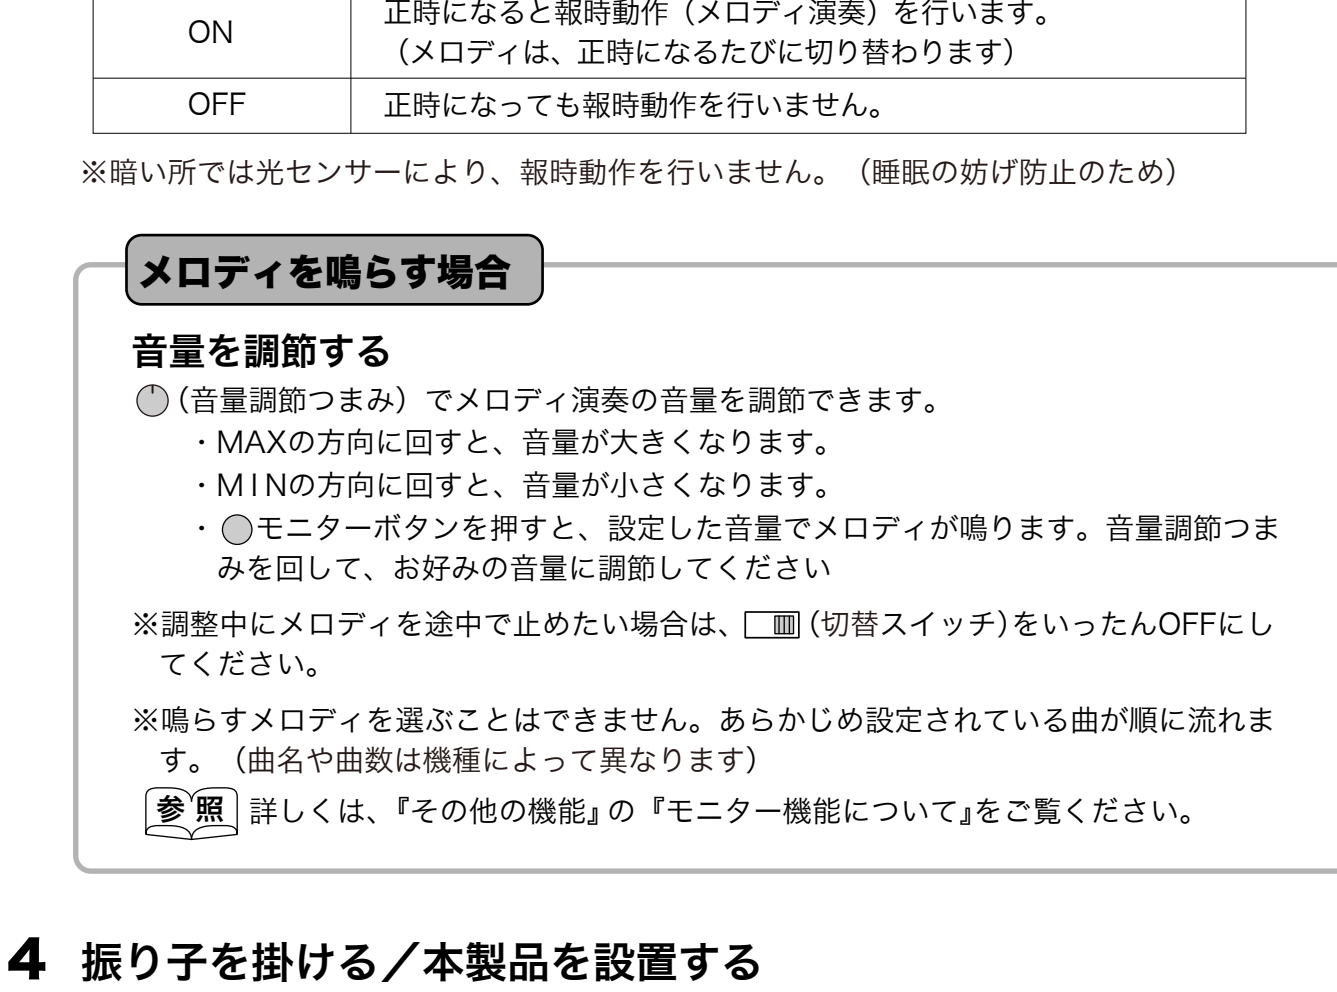 正時になると報時動作（メロディ演奏）を行います。
ON
（メロディは、正時になるたびに切り替わります）
OFF 正時になっても報時動作を行いません。
※暗い所では光センサーにより、報時動作を行いません。（睡眠の妨げ防止のため）
メロディを鳴らす場合
音量を調節する
（音量調節つまみ）でメロディ演奏の音量を調節できます。
・MAXの方向に回すと、音量が大きくなります。
・MINの方向に回すと、音量が小さくなります。
・ モニターボタンを押すと、設定した音量でメロディが鳴ります。音量調節つま
みを回して、お好みの音量に調節してください
※調整中にメロディを途中で止めたい場合は、 (切替スイッチ)をいったんOFFにし
てください。
※鳴らすメロディを選ぶことはできません。あらかじめ設定されている曲が順に流れま
す。（曲名や曲数は機種によって異なります）
参照 詳しくは、『その他の機能』の『モニター機能について』をご覧ください。
4 振り子を掛ける／本製品を設置する